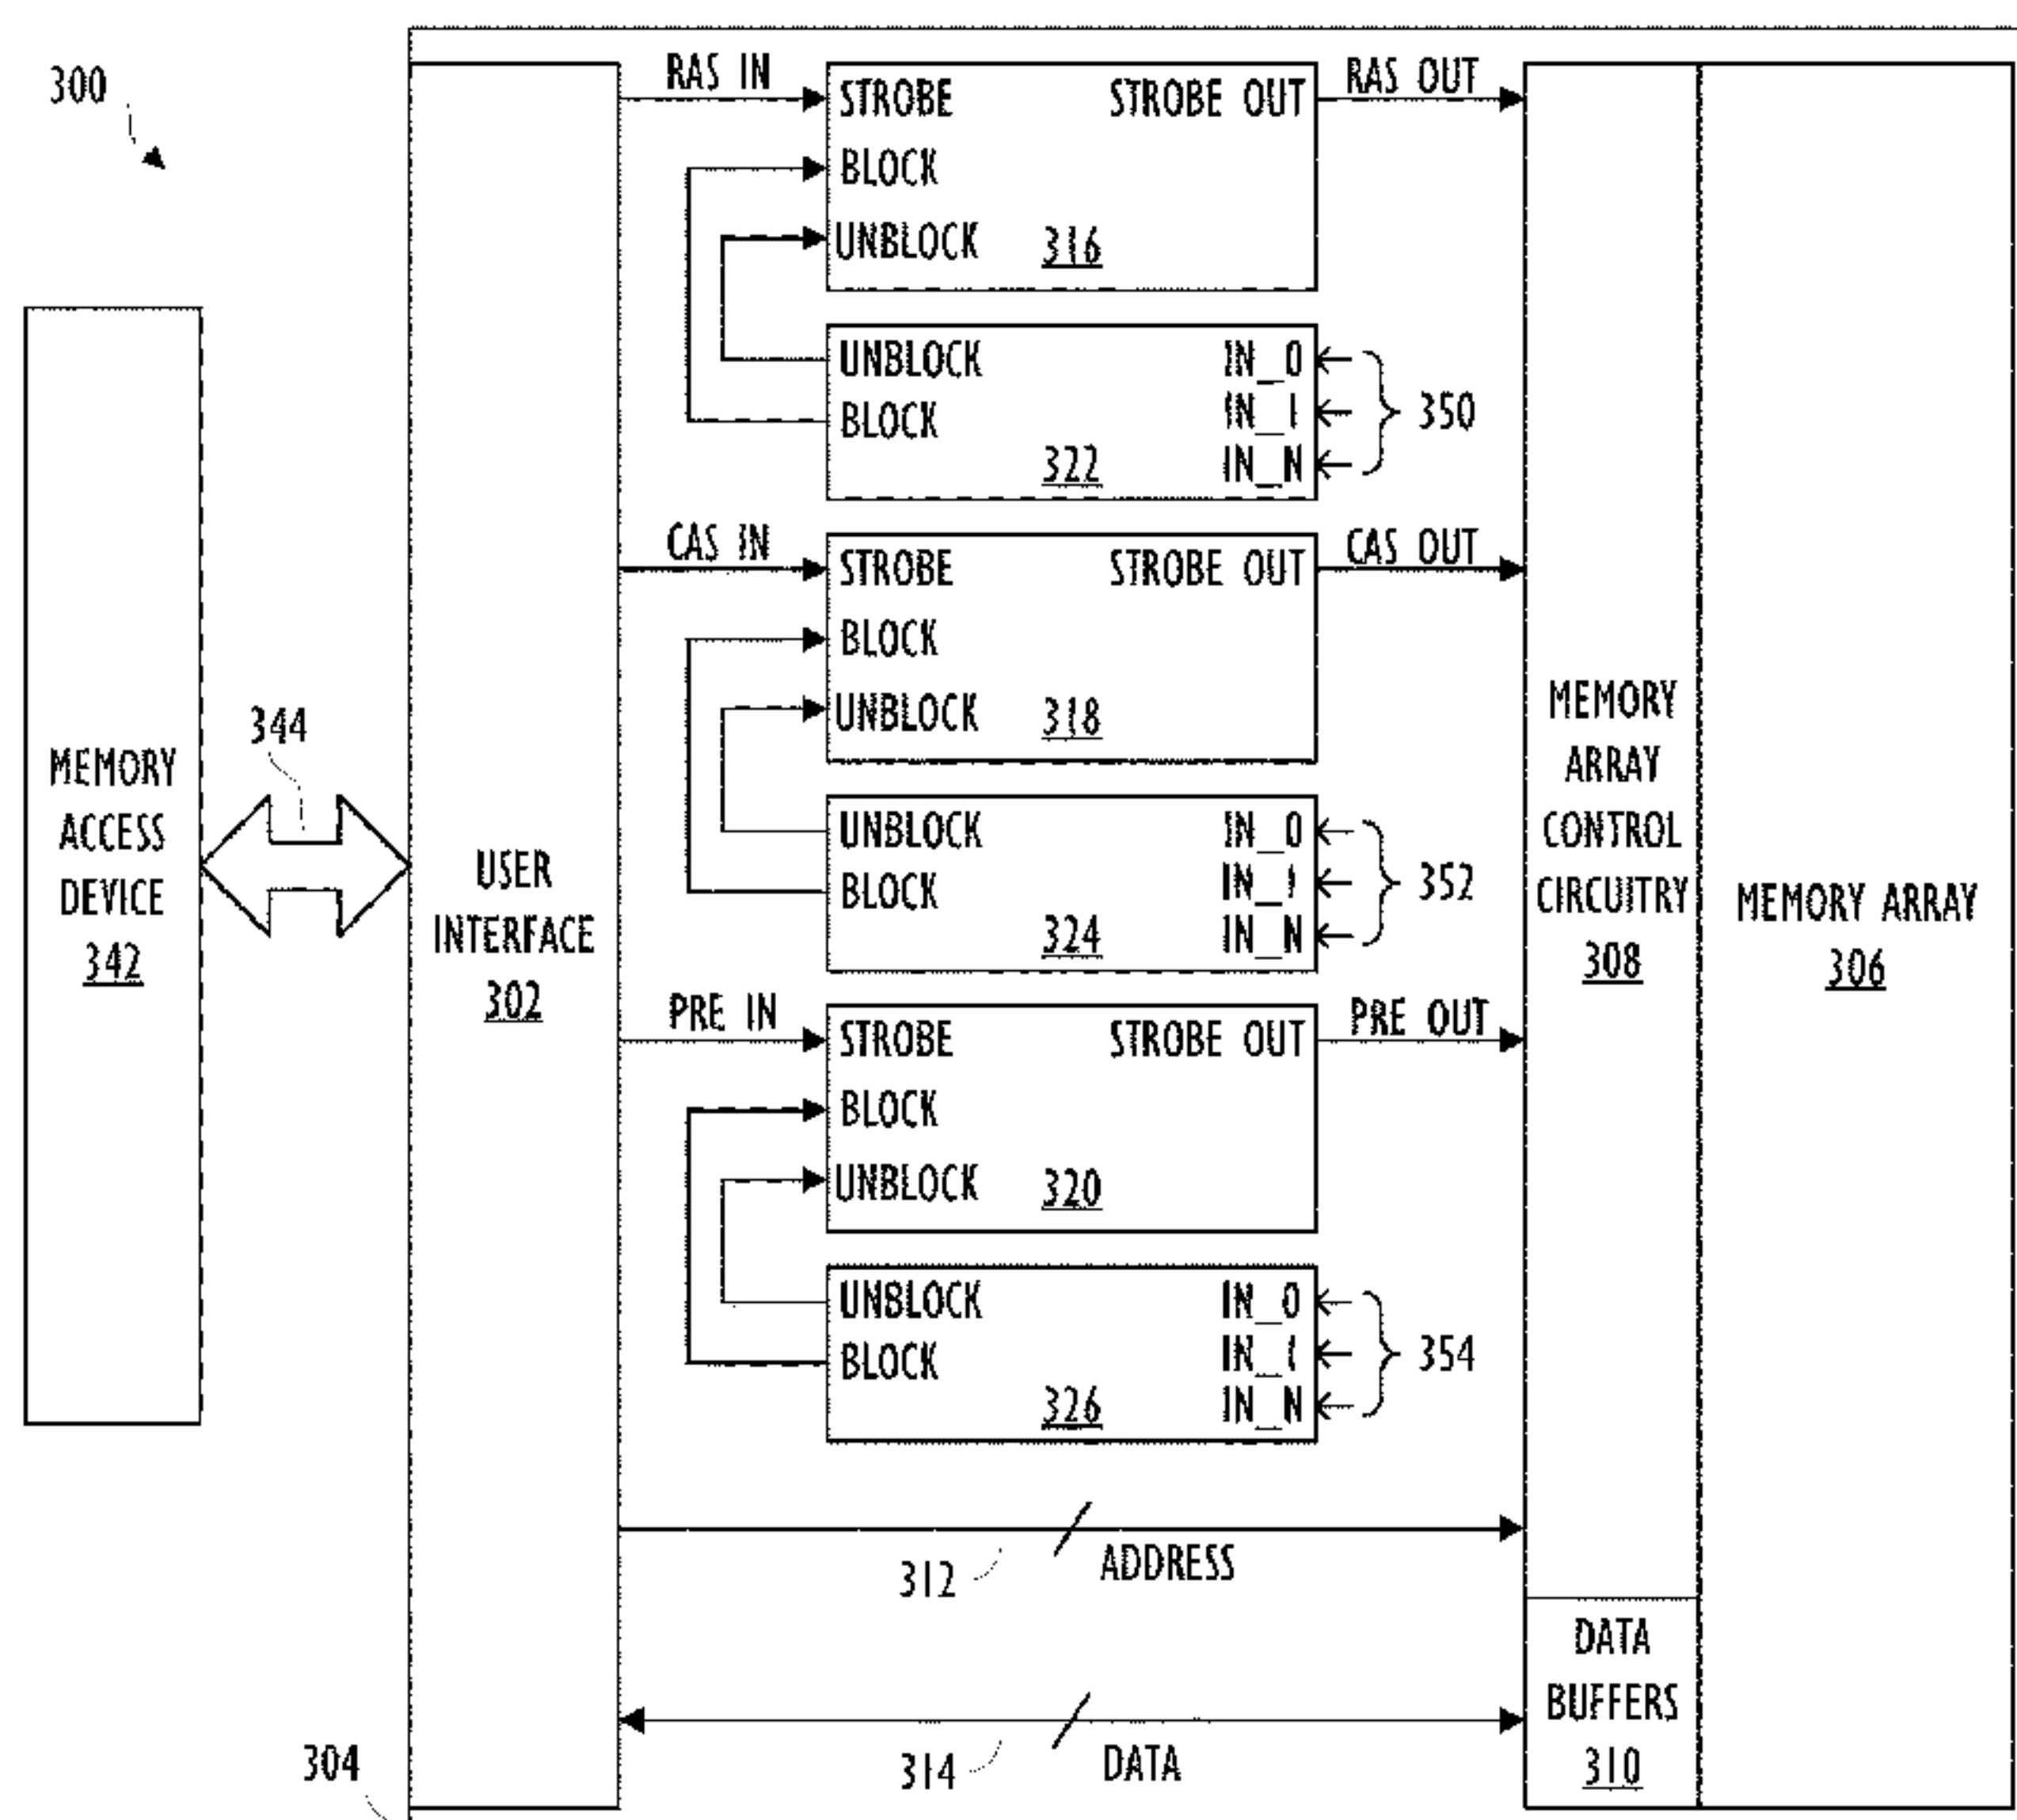 300
RAS IN
STROBE
STROBE OUT
RAS OUT
BLOCK
UNBLOCK
316
UNBLOCK
IN_0
BLOCK
IN_1
350
322
IN_N
CAS IN
STROBE
STROBE OUT
CAS OUT
BLOCK
UNBLOCK
318
344
UNBLOCK
IN_0
BLOCK
IN_1
352
324
IN_N
MEMORY
ACCESS
DEVICE
342
USER
INTERFACE
302
MEMORY
ARRAY
CONTROL
CIRCUITRY
308
MEMORY ARRAY
306
PRE IN
STROBE
STROBE OUT
PRE OUT
BLOCK
UNBLOCK
320
UNBLOCK
IN_0
BLOCK
IN_1
354
326
IN_N
312
ADDRESS
314
DATA
DATA
BUFFERS
310
304